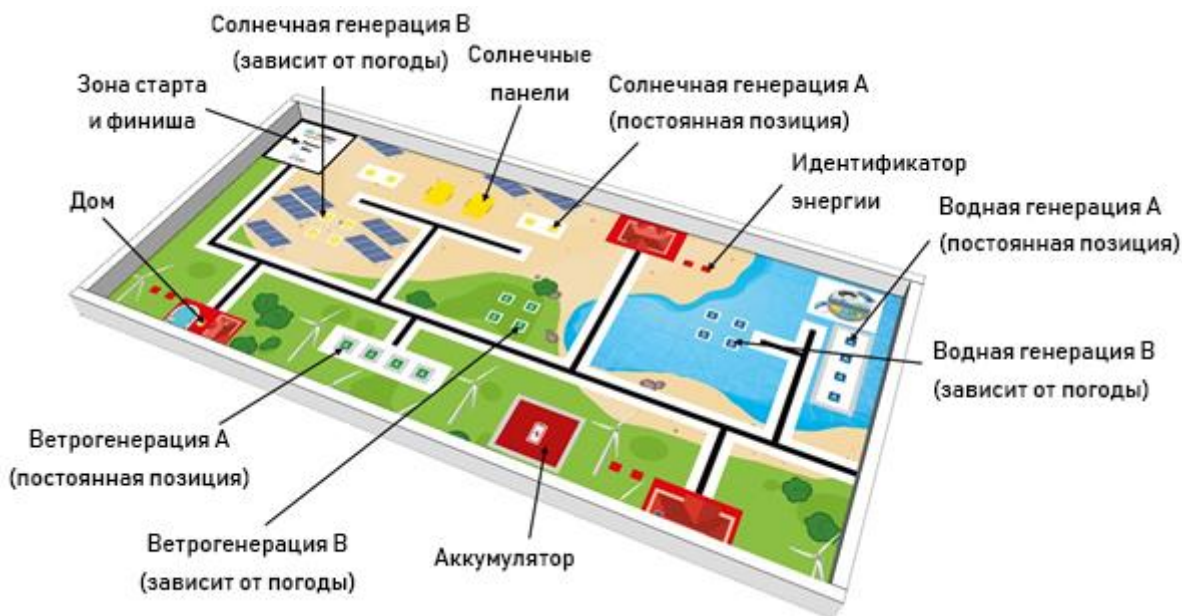 Солнечная генерация В
(зависит от погоды)
Солнечные
панели
Зона старта
и финиша
Солнечная генерация А
(постоянная позиция)
Идентификатор
энергии
Дом
Водная генерация А
(постоянная позиция)
Водная генерация В
(зависит от погоды)
Ветрогенерация А
(постоянная позиция)
Ветрогенерация В
(зависит от погоды)
Аккумулятор